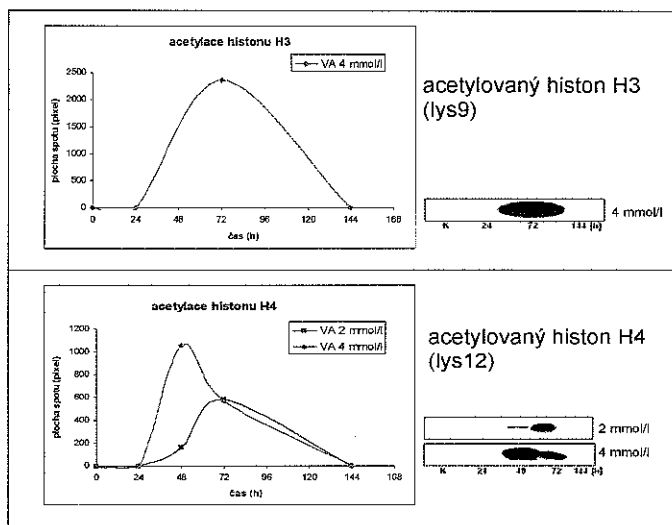 acetylace histonu H3
VA 4 mmol/l
plocha spotu (pixel)
2500
2000
1500
1000
500
0
0 24 48 72 96 120 144 168
čas (h)
acetylovaný histon H3
(lys9)
4 mmol/l
K 24 72 144 [h]
acetylace histonu H4
VA 2 mmol/l
VA 4 mmol/l
plocha spotu (pixel)
1200
1000
800
600
400
200
0
0 24 48 72 96 120 144 168
čas (h)
acetylovaný histon H4
(lys12)
2 mmol/l
4 mmol/l
K 24 48 72 144 [h]